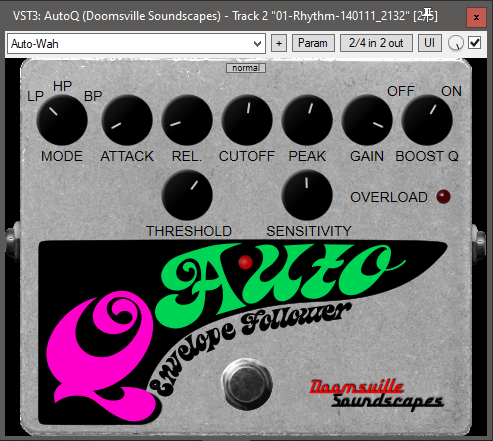 VST3: AutoQ (Doomsville Soundscapes) - Track 2 "01-Rhythm-140111_2132" [2/5]
Auto-Wah + Param 2/4 in 2 out UI
normal
LP HP BP OFF ON
MODE ATTACK REL. CUTOFF PEAK GAIN BOOST Q
OVERLOAD
THRESHOLD SENSITIVITY
Auto
Q
Envelope Follower
Doomsville
Soundscapes